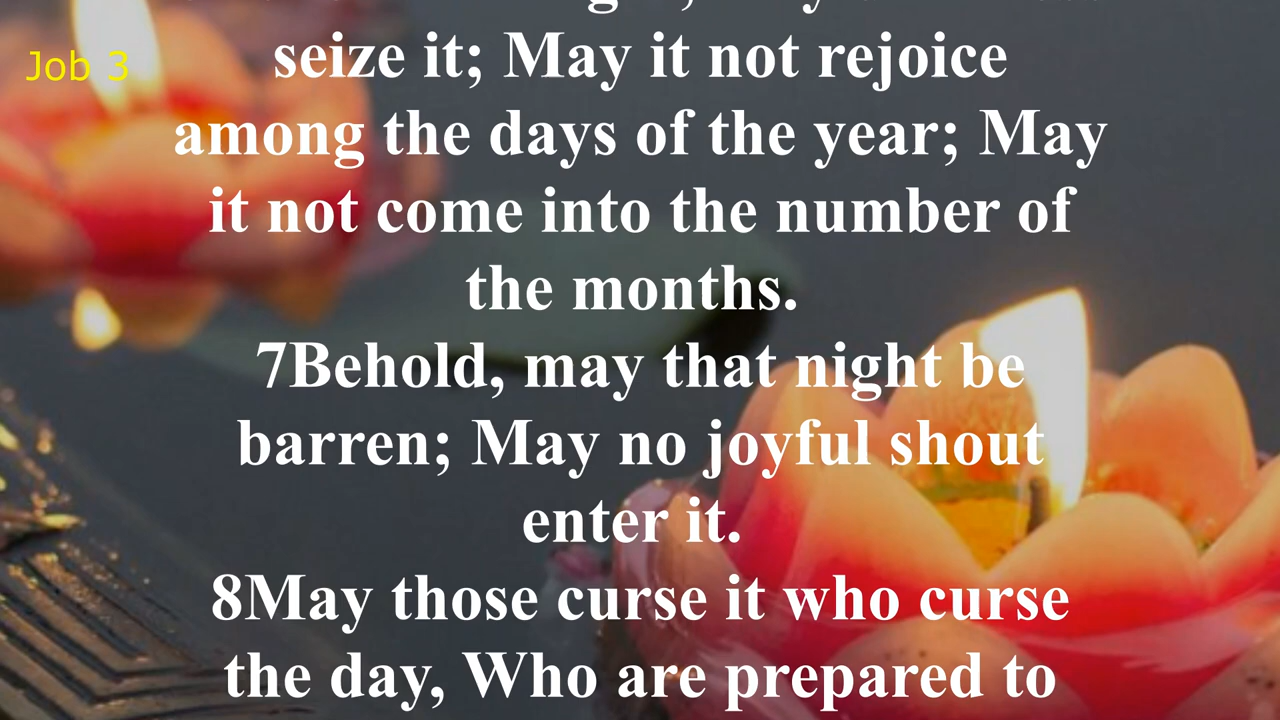 Job 3
seize it; May it not rejoice
among the days of the year; May
it not come into the number of
the months.
7Behold, may that night be
barren; May no joyful shout
enter it.
8May those curse it who curse
the day, Who are prepared to